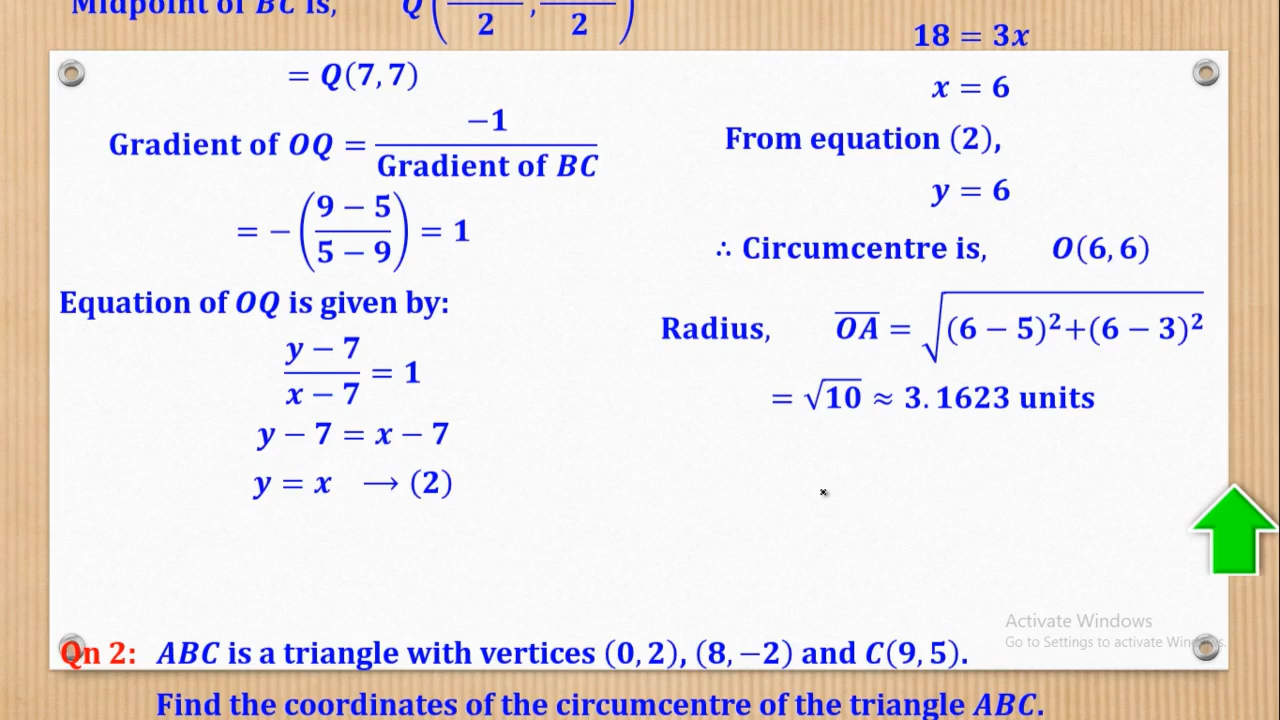 Midpoint of BC is, Q( /2 , /2 )
= Q(7, 7)
Gradient of OQ = −1 / Gradient of BC
= −((9 − 5)/(5 − 9)) = 1
Equation of OQ is given by:
(y − 7)/(x − 7) = 1
y − 7 = x − 7
y = x ⟶ (2)
18 = 3x
x = 6
From equation (2),
y = 6
∴ Circumcentre is, O(6, 6)
Radius, OA̅ = √((6 − 5)²+(6 − 3)²)
= √10 ≈ 3.1623 units
Activate Windows
Go to Settings to activate Windows.
Qn 2: ABC is a triangle with vertices (0, 2), (8, −2) and C(9, 5).
Find the coordinates of the circumcentre of the triangle ABC.